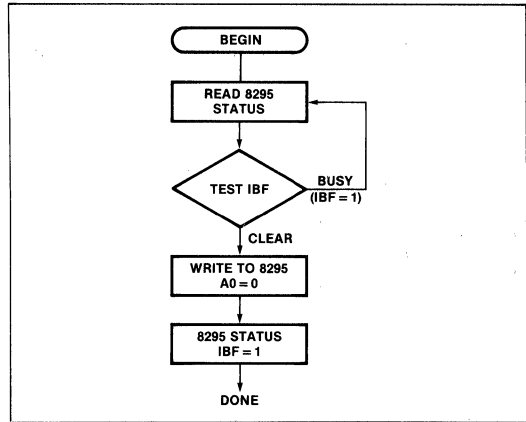 BEGIN
READ 8295
STATUS
TEST IBF
BUSY
(IBF = 1)
CLEAR
WRITE TO 8295
A0 = 0
8295 STATUS
IBF = 1
DONE